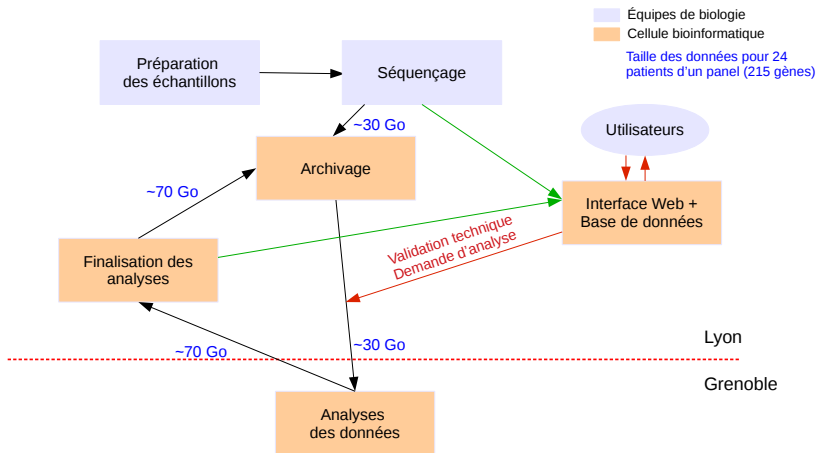 Équipes de biologie
Cellule bioinformatique
Taille des données pour 24
patients d'un panel (215 gènes)
Préparation
des échantillons
Séquençage
~30 Go
Utilisateurs
Archivage
~70 Go
Interface Web +
Base de données
Validation technique
Demande d'analyse
Finalisation des
analyses
Lyon
~70 Go
~30 Go
Grenoble
Analyses
des données